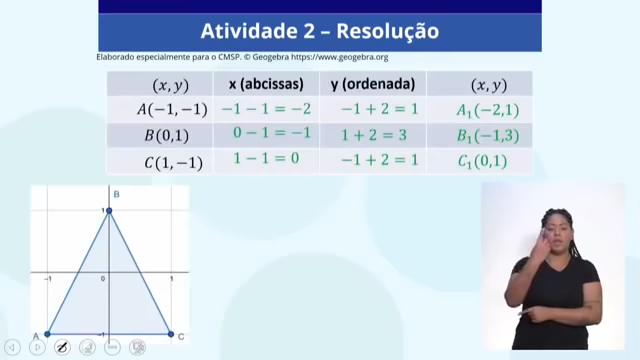 Atividade 2 – Resolução
Elaborado especialmente para o CMSP. © Geogebra https://www.geogebra.org
(x, y) x (abcissas) y (ordenada) (x, y)
A(−1, −1) −1 − 1 = −2 −1 + 2 = 1 A₁(−2,1)
B(0,1) 0 − 1 = −1 1 + 2 = 3 B₁(−1,3)
C(1, −1) 1 − 1 = 0 −1 + 2 = 1 C₁(0,1)
B
1
−1 0 1
A −1 C